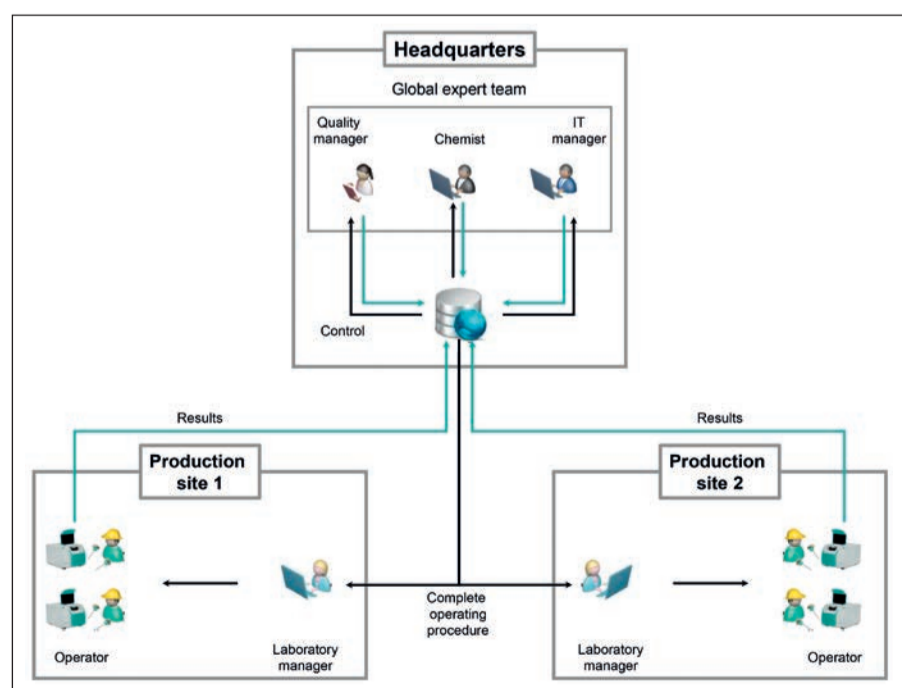 Headquarters
Global expert team
Quality
manager
Chemist
IT
manager
Control
Results
Results
Production
site 1
Production
site 2
Complete
operating
procedure
Operator
Laboratory
manager
Laboratory
manager
Operator